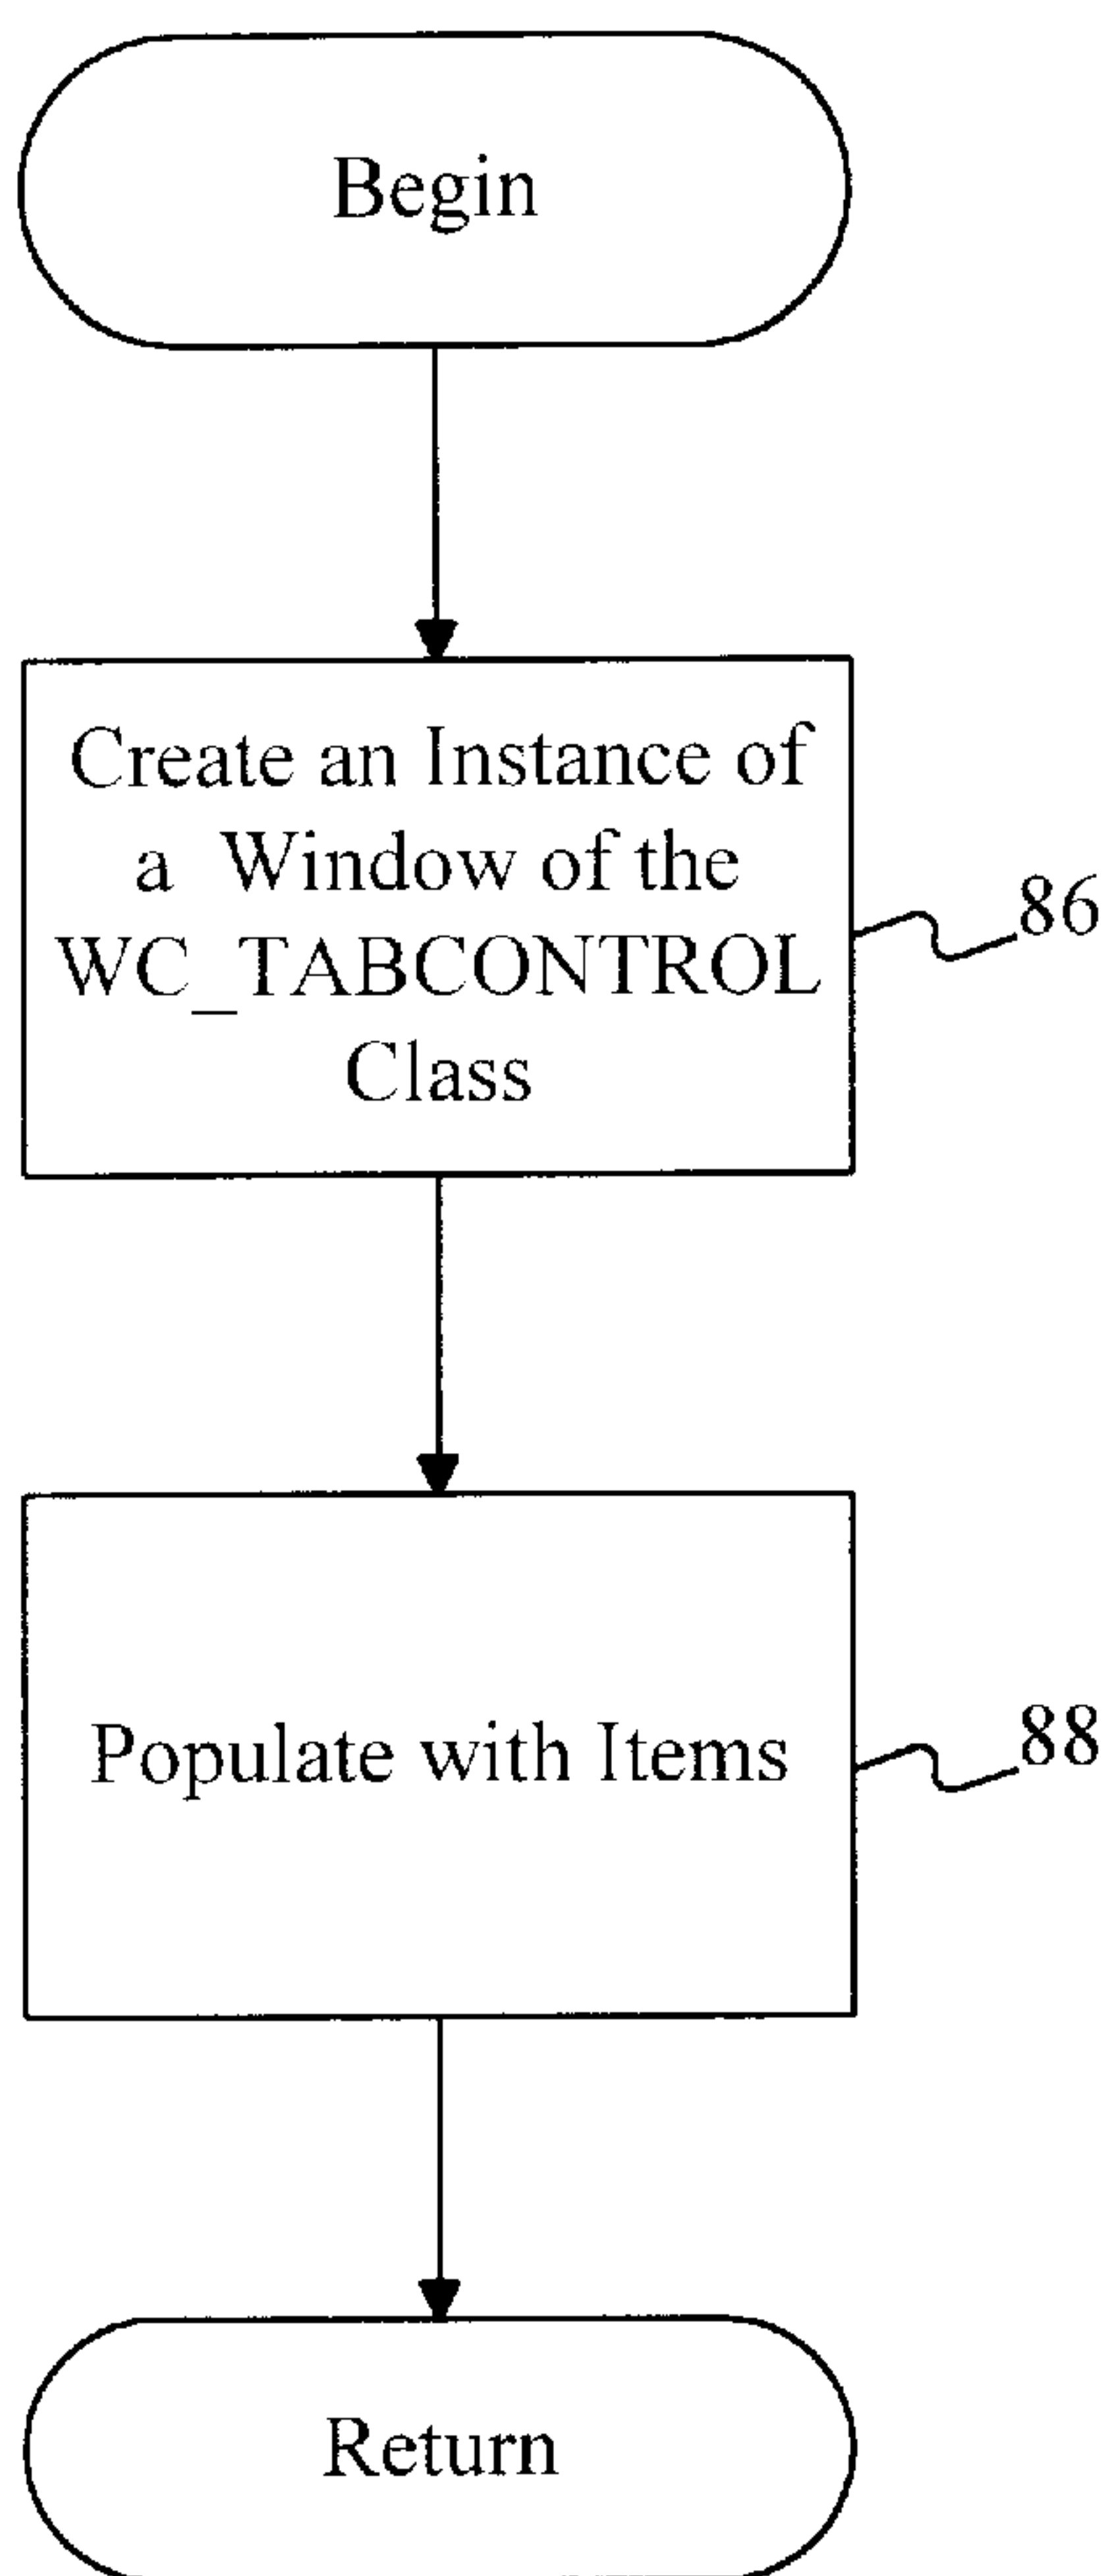 Begin
Create an Instance of
a Window of the
WC_TABCONTROL
Class
86
Populate with Items
88
Return